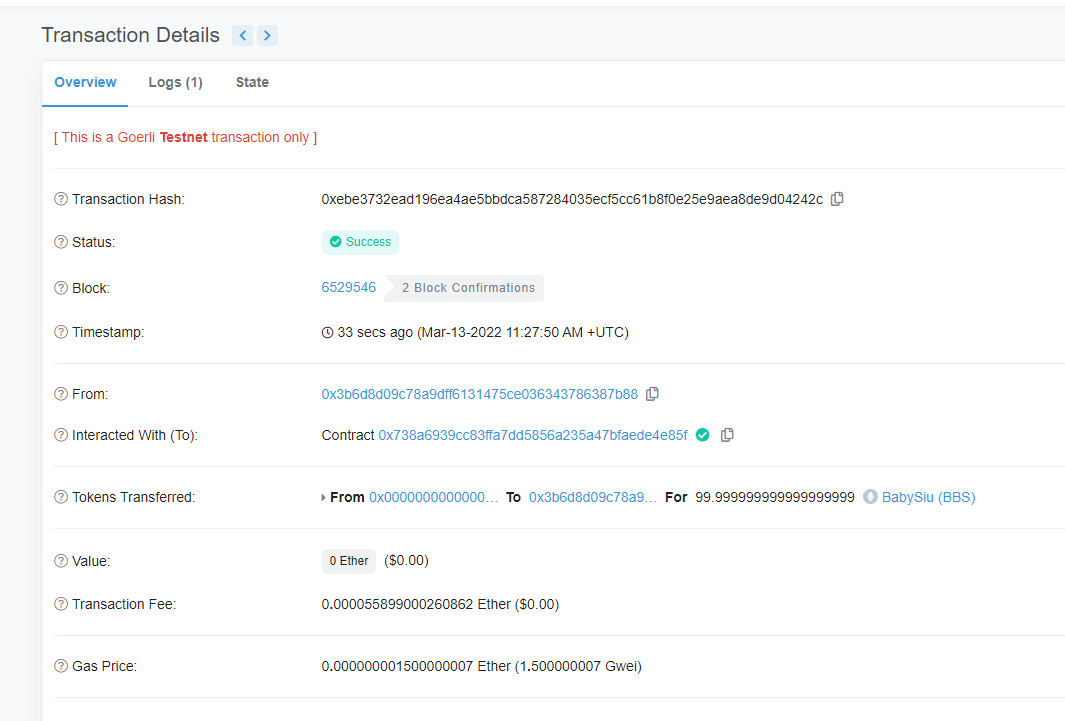 Transaction Details
Overview Logs (1) State
[ This is a Goerli Testnet transaction only ]
Transaction Hash: 0xebe3732ead196ea4ae5bbdca587284035ecf5cc61b8f0e25e9aea8de9d04242c
Status: Success
Block: 6529546 2 Block Confirmations
Timestamp: 33 secs ago (Mar-13-2022 11:27:50 AM +UTC)
From: 0x3b6d8d09c78a9dff6131475ce036343786387b88
Interacted With (To): Contract 0x738a6939cc83ffa7dd5856a235a47bfaede4e85f
Tokens Transferred: From 0x0000000000000... To 0x3b6d8d09c78a9... For 99.999999999999999999 BabySiu (BBS)
Value: 0 Ether ($0.00)
Transaction Fee: 0.000055899000260862 Ether ($0.00)
Gas Price: 0.000000001500000007 Ether (1.500000007 Gwei)